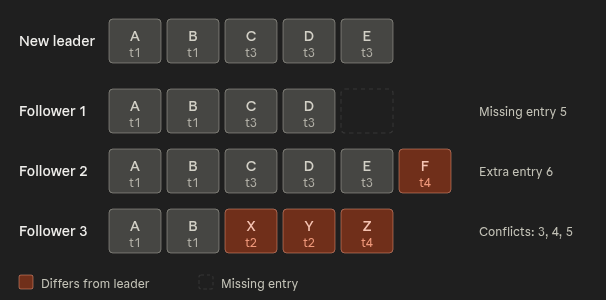 New leader A B C D E
t1 t1 t3 t3 t3
Follower 1 A B C D Missing entry 5
t1 t1 t3 t3
Follower 2 A B C D E F Extra entry 6
t1 t1 t3 t3 t3 t4
Follower 3 A B X Y Z Conflicts: 3, 4, 5
t1 t1 t2 t2 t4
Differs from leader Missing entry